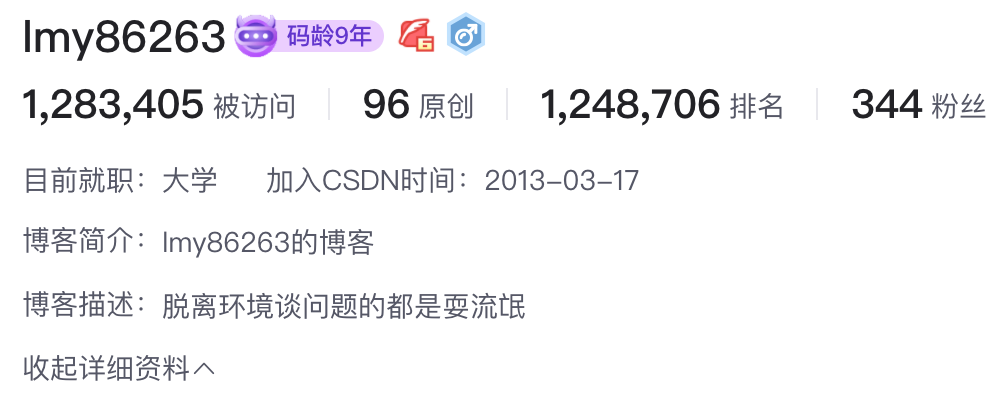 lmy86263 码龄9年 6
1,283,405 被访问 96 原创 1,248,706 排名 344 粉丝
目前就职：大学 加入CSDN时间：2013-03-17
博客简介：lmy86263的博客
博客描述：脱离环境谈问题的都是耍流氓
收起详细资料